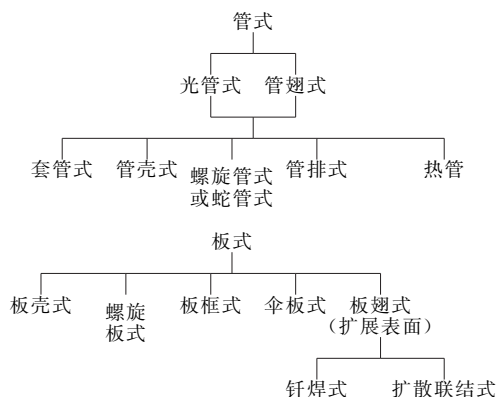 管式
光管式 管翅式
套管式 管壳式 螺旋管式 管排式 热管
或蛇管式
板式
板壳式 螺旋 板框式 伞板式 板翅式
板式 （扩展表面）
钎焊式 扩散联结式